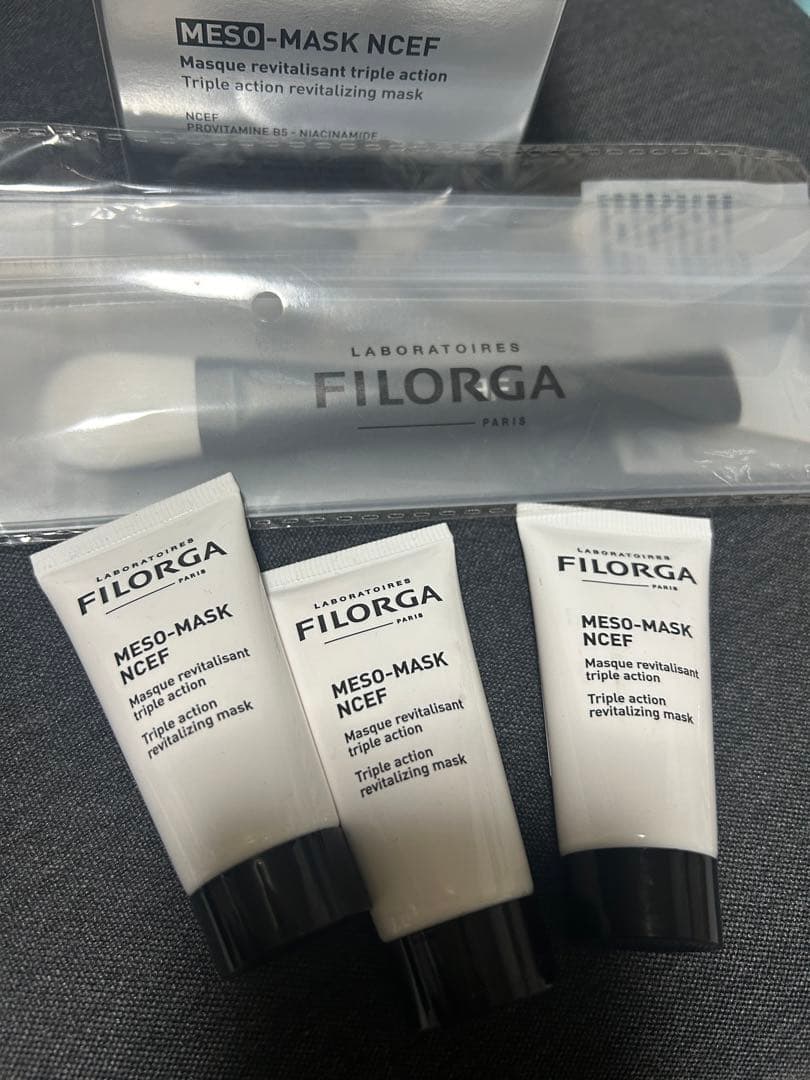 MESO-MASK NCEF
Masque revitalisant triple action
Triple action revitalizing mask
NCEF
PROVITAMINE B5 - NIACINAMIDE
LABORATOIRES
FILORGA
PARIS
LABORATOIRES
FILORGA
PARIS
MESO-MASK
NCEF
Masque revitalisant
triple action
Triple action
revitalizing mask
LABORATOIRES
FILORGA
PARIS
MESO-MASK
NCEF
Masque revitalisant
triple action
Triple action
revitalizing mask
LABORATOIRES
FILORGA
PARIS
MESO-MASK
NCEF
Masque revitalisant
triple action
Triple action
revitalizing mask